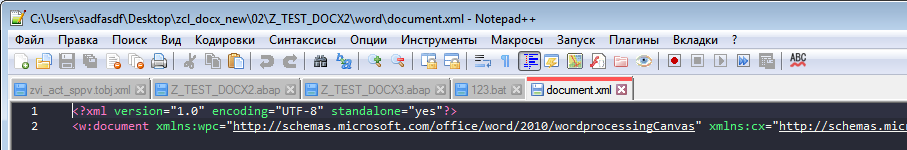 C:\Users\sadfasdf\Desktop\zcl_docx_new\02\Z_TEST_DOCX2\word\document.xml - Notepad++
Файл Правка Поиск Вид Кодировки Синтаксисы Опции Инструменты Макросы Запуск Плагины Вкладки ?
ABC
zvi_act_sppv.tobj.xml Z_TEST_DOCX2.abap Z_TEST_DOCX3.abap 123.bat document.xml
1 <?xml version="1.0" encoding="UTF-8" standalone="yes"?>
2 <w:document xmlns:wpc="http://schemas.microsoft.com/office/word/2010/wordprocessingCanvas" xmlns:cx="http://schemas.mic